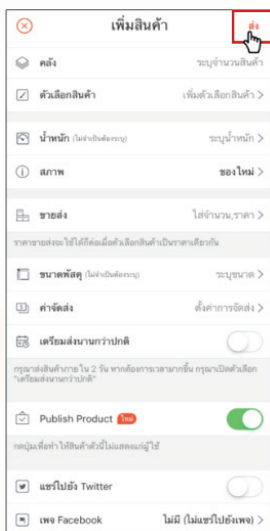 เพิ่มสินค้า ส่ง
คลัง ระบุจำนวนสินค้า
ตัวเลือกสินค้า เพิ่มตัวเลือกสินค้า >
น้ำหนัก (ไม่จำเป็นต้องระบุ) ระบุน้ำหนัก >
สภาพ ของใหม่ >
ขายส่ง ใส่จำนวน,ราคา >
ราคาขายส่งจะใช้ได้ก็ต่อเมื่อตัวเลือกสินค้าเป็นราคาเดียวกัน
ขนาดพัสดุ (ไม่จำเป็นต้องระบุ) ระบุขนาด >
ค่าจัดส่ง ตั้งค่าการจัดส่ง >
เตรียมส่งนานกว่าปกติ
กรุณาส่งสินค้าภายใน 2 วัน หากต้องการเวลามากขึ้น กรุณาเปิดตัวเลือก
"เตรียมส่งนานกว่าปกติ"
Publish Product ใหม่
กดปุ่มเพื่อทำให้สินค้าตัวนี้ไม่แสดงแก่ผู้ใช้
แชร์ไปยัง Twitter
เพจ Facebook ไม่มี (ไม่แชร์ไปยังเพจ) >